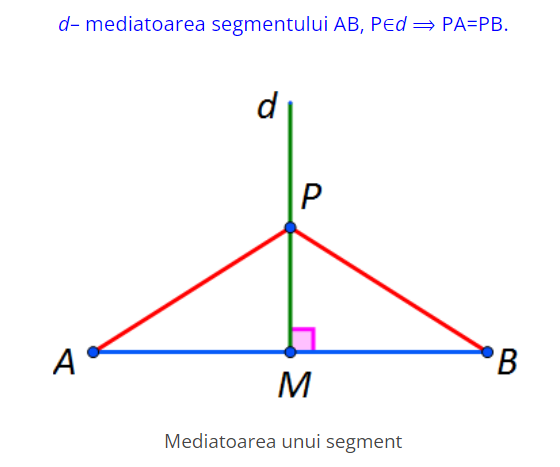 d– mediatoarea segmentului AB, P∈d ⟹ PA=PB.
d
P
A
B
M
Mediatoarea unui segment